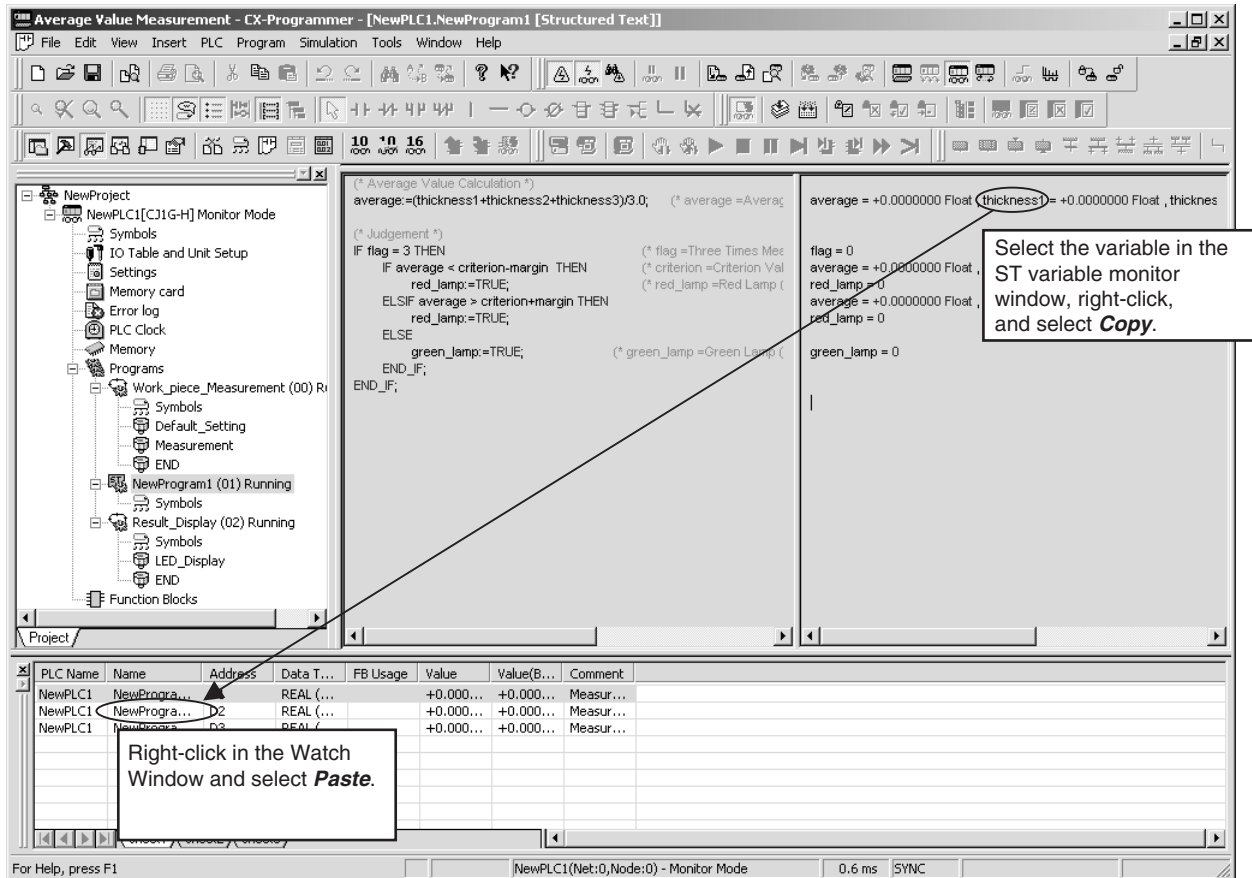 Average Value Measurement - CX-Programmer - [NewPLC1.NewProgram1 [Structured Text]]
File Edit View Insert PLC Program Simulation Tools Window Help
10 10 16
NewProject
NewPLC1[CJ1G-H] Monitor Mode
Symbols
IO Table and Unit Setup
Settings
Memory card
Error log
PLC Clock
Memory
Programs
Work_piece_Measurement (00) R
Symbols
Default_Setting
Measurement
END
NewProgram1 (01) Running
Symbols
Result_Display (02) Running
Symbols
LED_Display
END
Function Blocks
Project
(* Average Value Calculation *)
average:=(thickness1+thickness2+thickness3)/3.0; (* average =Averag
(* Judgement *)
IF flag = 3 THEN (* flag =Three Times Mea
IF average < criterion-margin THEN (* criterion =Criterion Val
red_lamp:=TRUE; (* red_lamp =Red Lamp (
ELSIF average > criterion+margin THEN
red_lamp:=TRUE;
ELSE
green_lamp:=TRUE; (* green_lamp =Green Lamp (
END_IF;
END_IF;
average = +0.0000000 Float , thickness1 = +0.0000000 Float , thicknes
flag = 0
average = +0.0000000 Float ,
red_lamp = 0
average = +0.0000000 Float ,
red_lamp = 0
green_lamp = 0
Select the variable in the
ST variable monitor
window, right-click,
and select Copy.
PLC Name Name Address Data T... FB Usage Value Value(B... Comment
NewPLC1 NewProgra... REAL (... +0.000... +0.000... Measur...
NewPLC1 NewProgra... D2 REAL (... +0.000... +0.000... Measur...
NewPLC1 NewProgra... D3 REAL (... +0.000... +0.000... Measur...
Right-click in the Watch
Window and select Paste.
For Help, press F1
NewPLC1(Net:0,Node:0) - Monitor Mode 0.6 ms SYNC